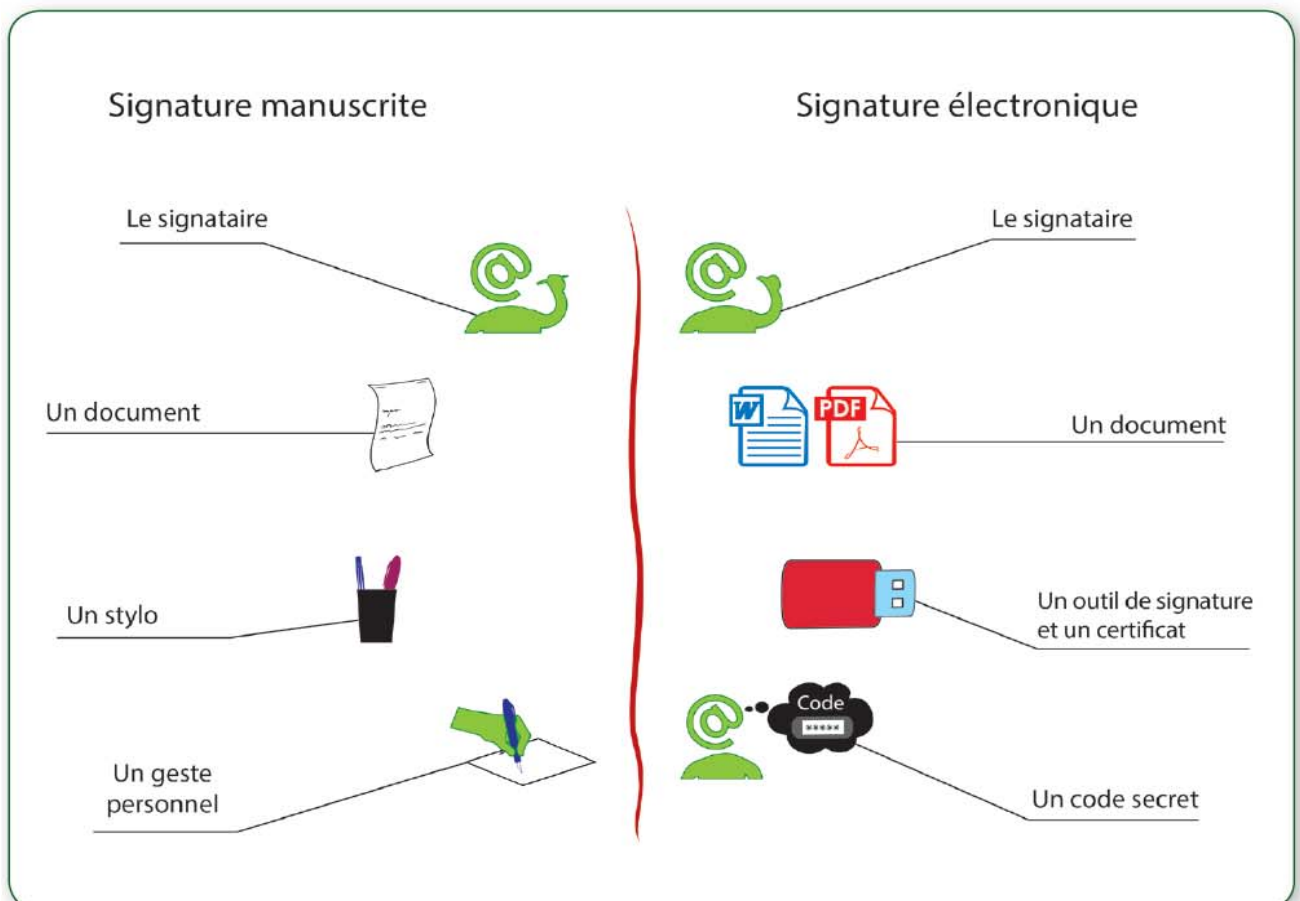 Signature manuscrite
Le signataire
Un document
Un stylo
Un geste
personnel
Signature électronique
Le signataire
@
@
W
PDF
Un document
Un outil de signature
et un certificat
@
Code
*****
Un code secret